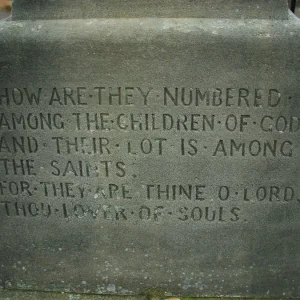 HOW·ARE·THEY·NUMBERED
AMONG·THE·CHILDREN·OF·GOD
AND·THEIR·LOT·IS·AMONG
THE·SAINTS;
FOR·THEY·ARE·THINE·O·LORD,
THOU·LOVER·OF·SOULS.